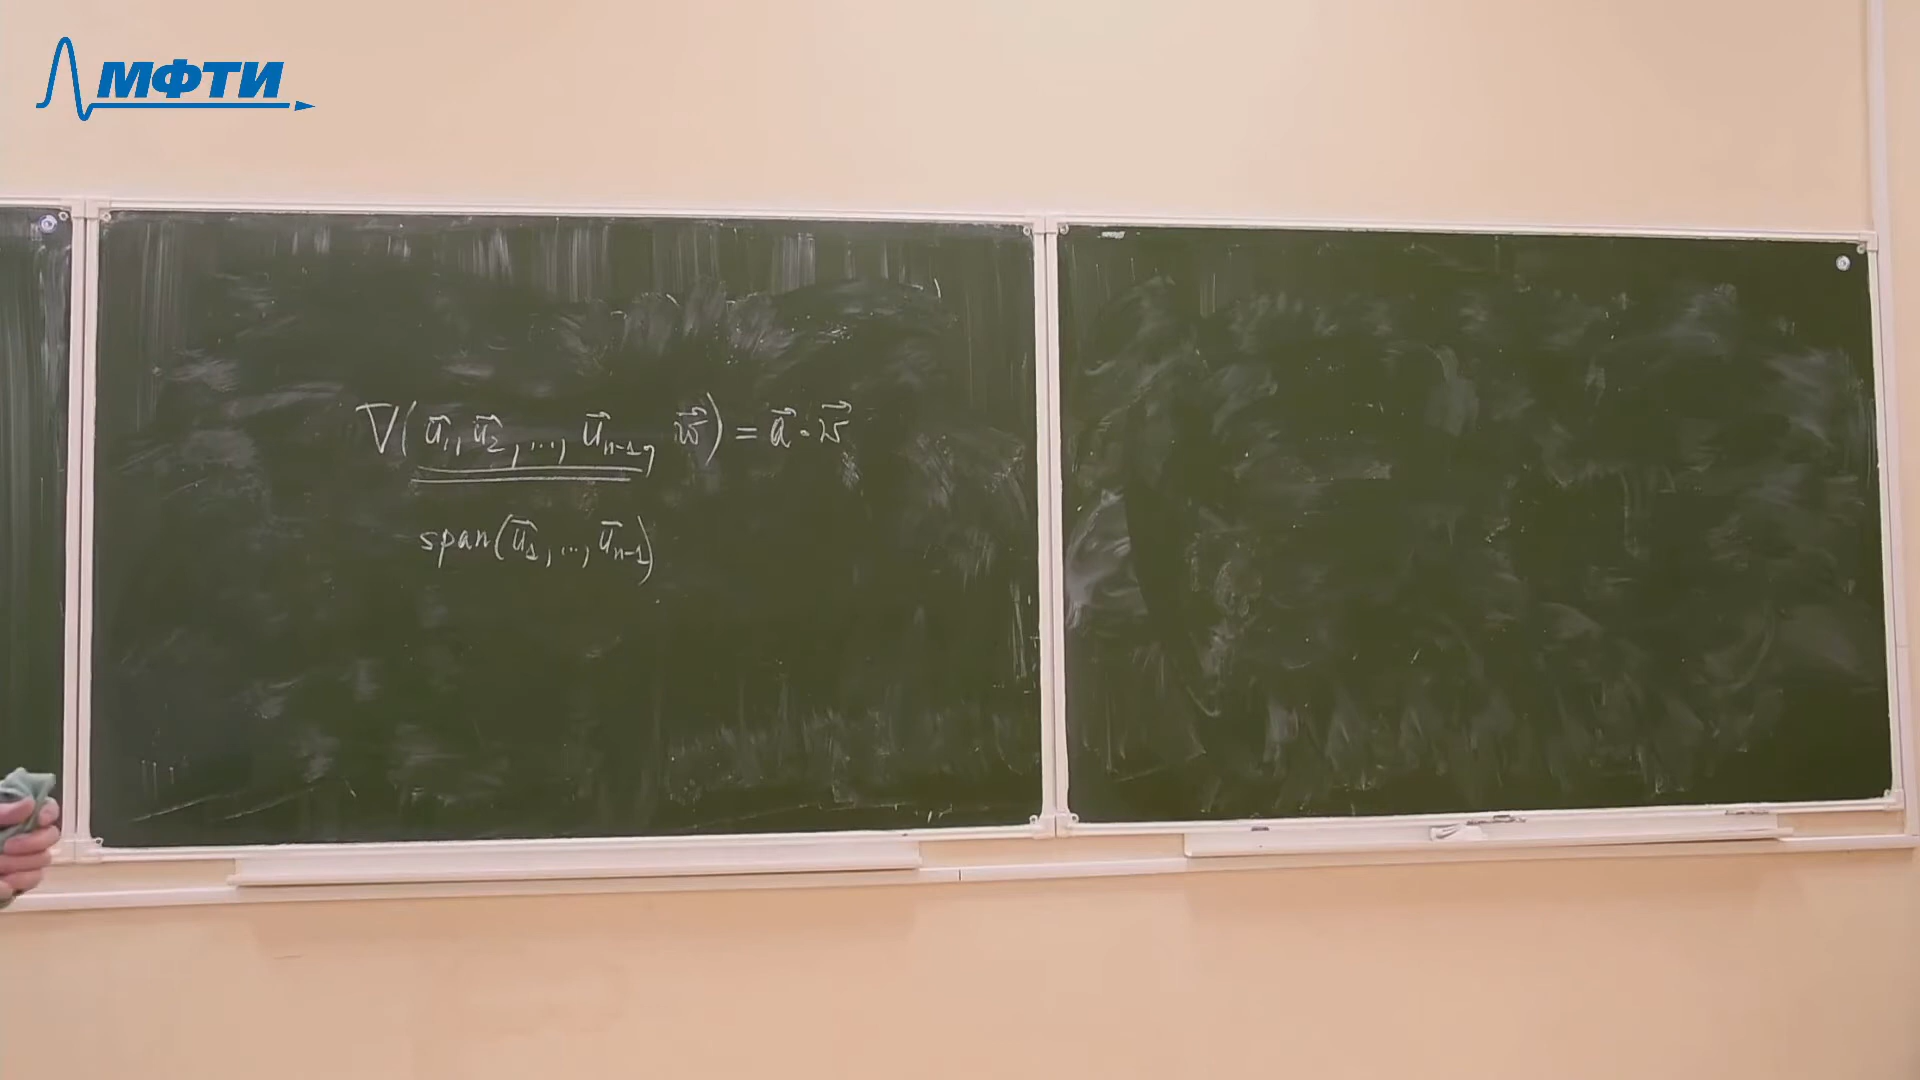 МФТИ
V(u⃗₁, u⃗₂, ..., u⃗ₙ₋₁, w⃗) = a⃗ · w⃗
span(u⃗₁, ..., u⃗ₙ₋₁)